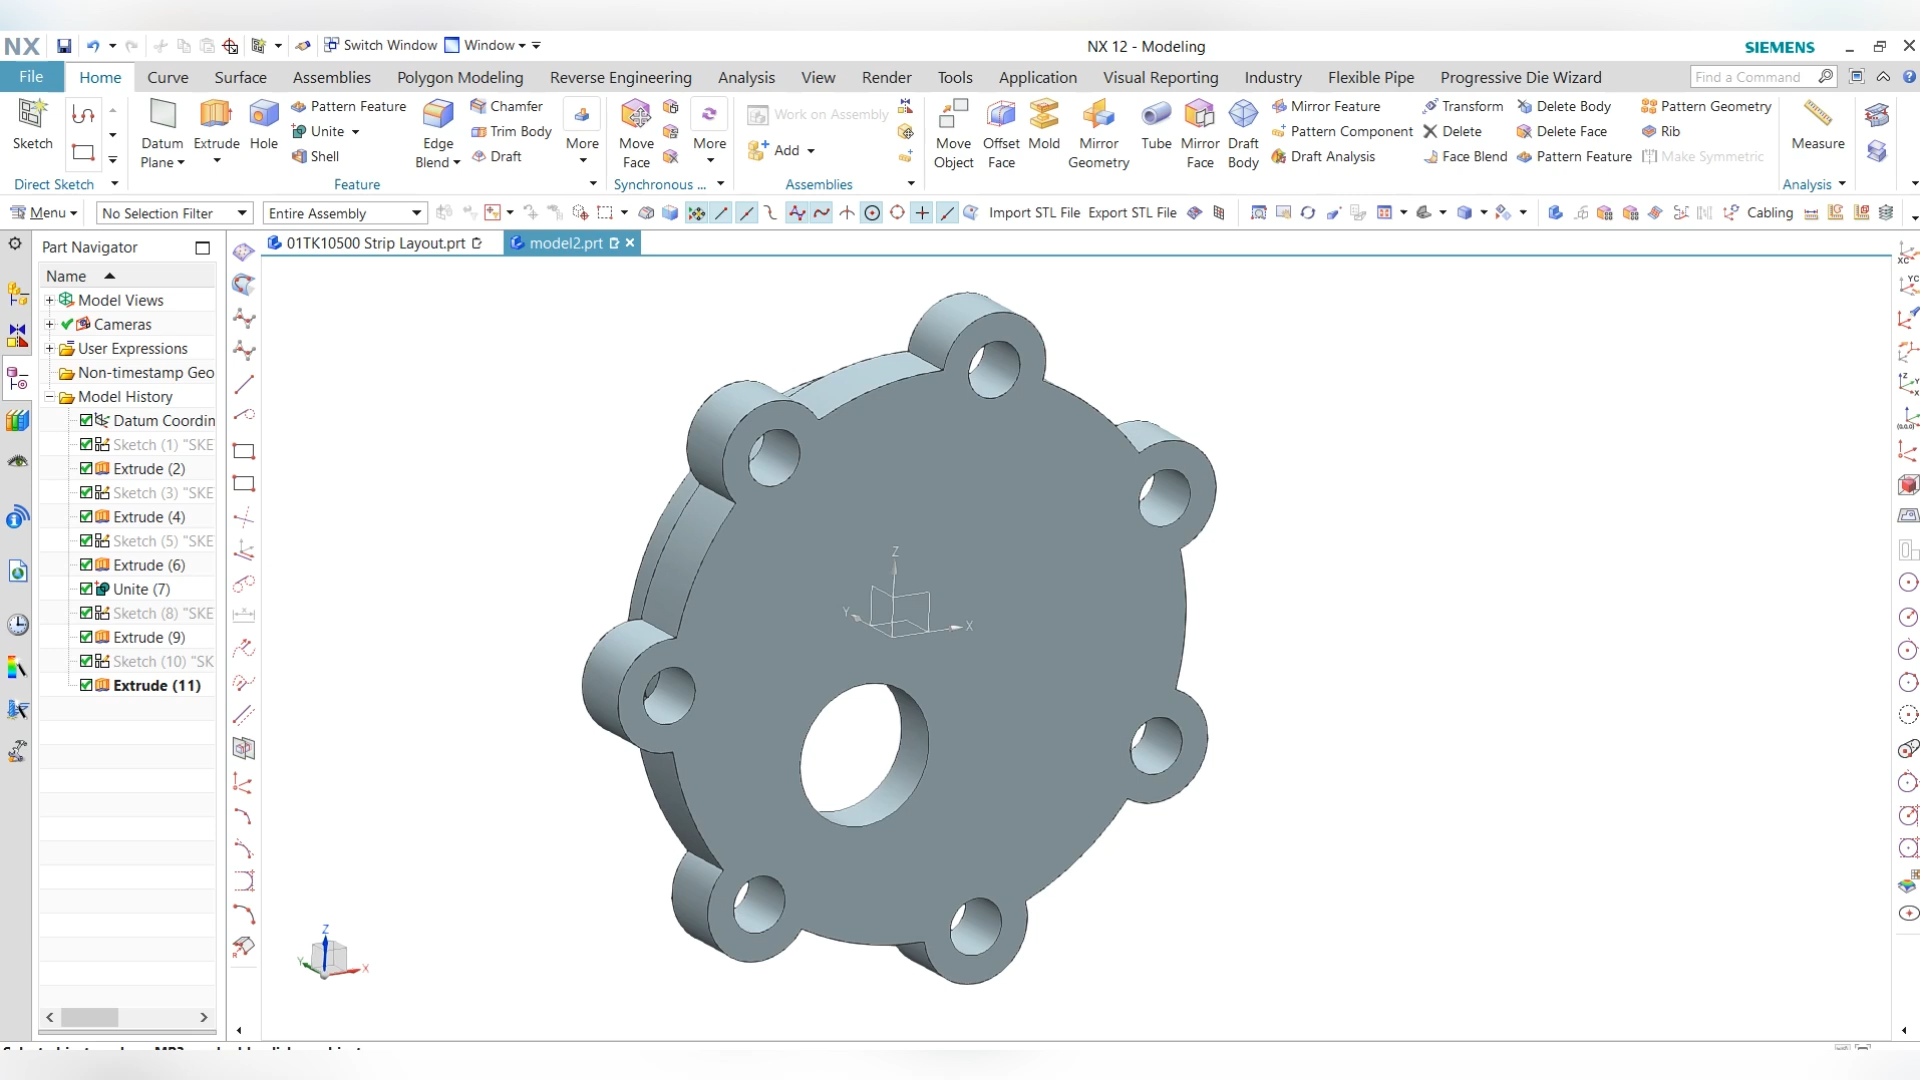 NX Switch Window Window NX 12 - Modeling SIEMENS
File Home Curve Surface Assemblies Polygon Modeling Reverse Engineering Analysis View Render Tools Application Visual Reporting Industry Flexible Pipe Progressive Die Wizard Find a Command
Sketch
Direct Sketch
Datum Plane
Extrude
Hole
Pattern Feature
Unite
Shell
Edge Blend
Chamfer
Trim Body
Draft
More
Feature
Move Face
More
Synchronous ...
Work on Assembly
Add
Assemblies
Move Object
Offset Face
Mold
Mirror Geometry
Tube
Mirror Face
Draft Body
Mirror Feature
Pattern Component
Draft Analysis
Transform
Delete
Face Blend
Delete Body
Delete Face
Pattern Feature
Pattern Geometry
Rib
Make Symmetric
Measure
Analysis
Menu No Selection Filter Entire Assembly Import STL File Export STL File Cabling
Part Navigator
01TK10500 Strip Layout.prt model2.prt
Name
Model Views
Cameras
User Expressions
Non-timestamp Geo
Model History
Datum Coordin
Sketch (1) "SKE
Extrude (2)
Sketch (3) "SKE
Extrude (4)
Sketch (5) "SKE
Extrude (6)
Unite (7)
Sketch (8) "SKE
Extrude (9)
Sketch (10) "SK
Extrude (11)
Z
Y
X
Z
Y
X
XC
YC